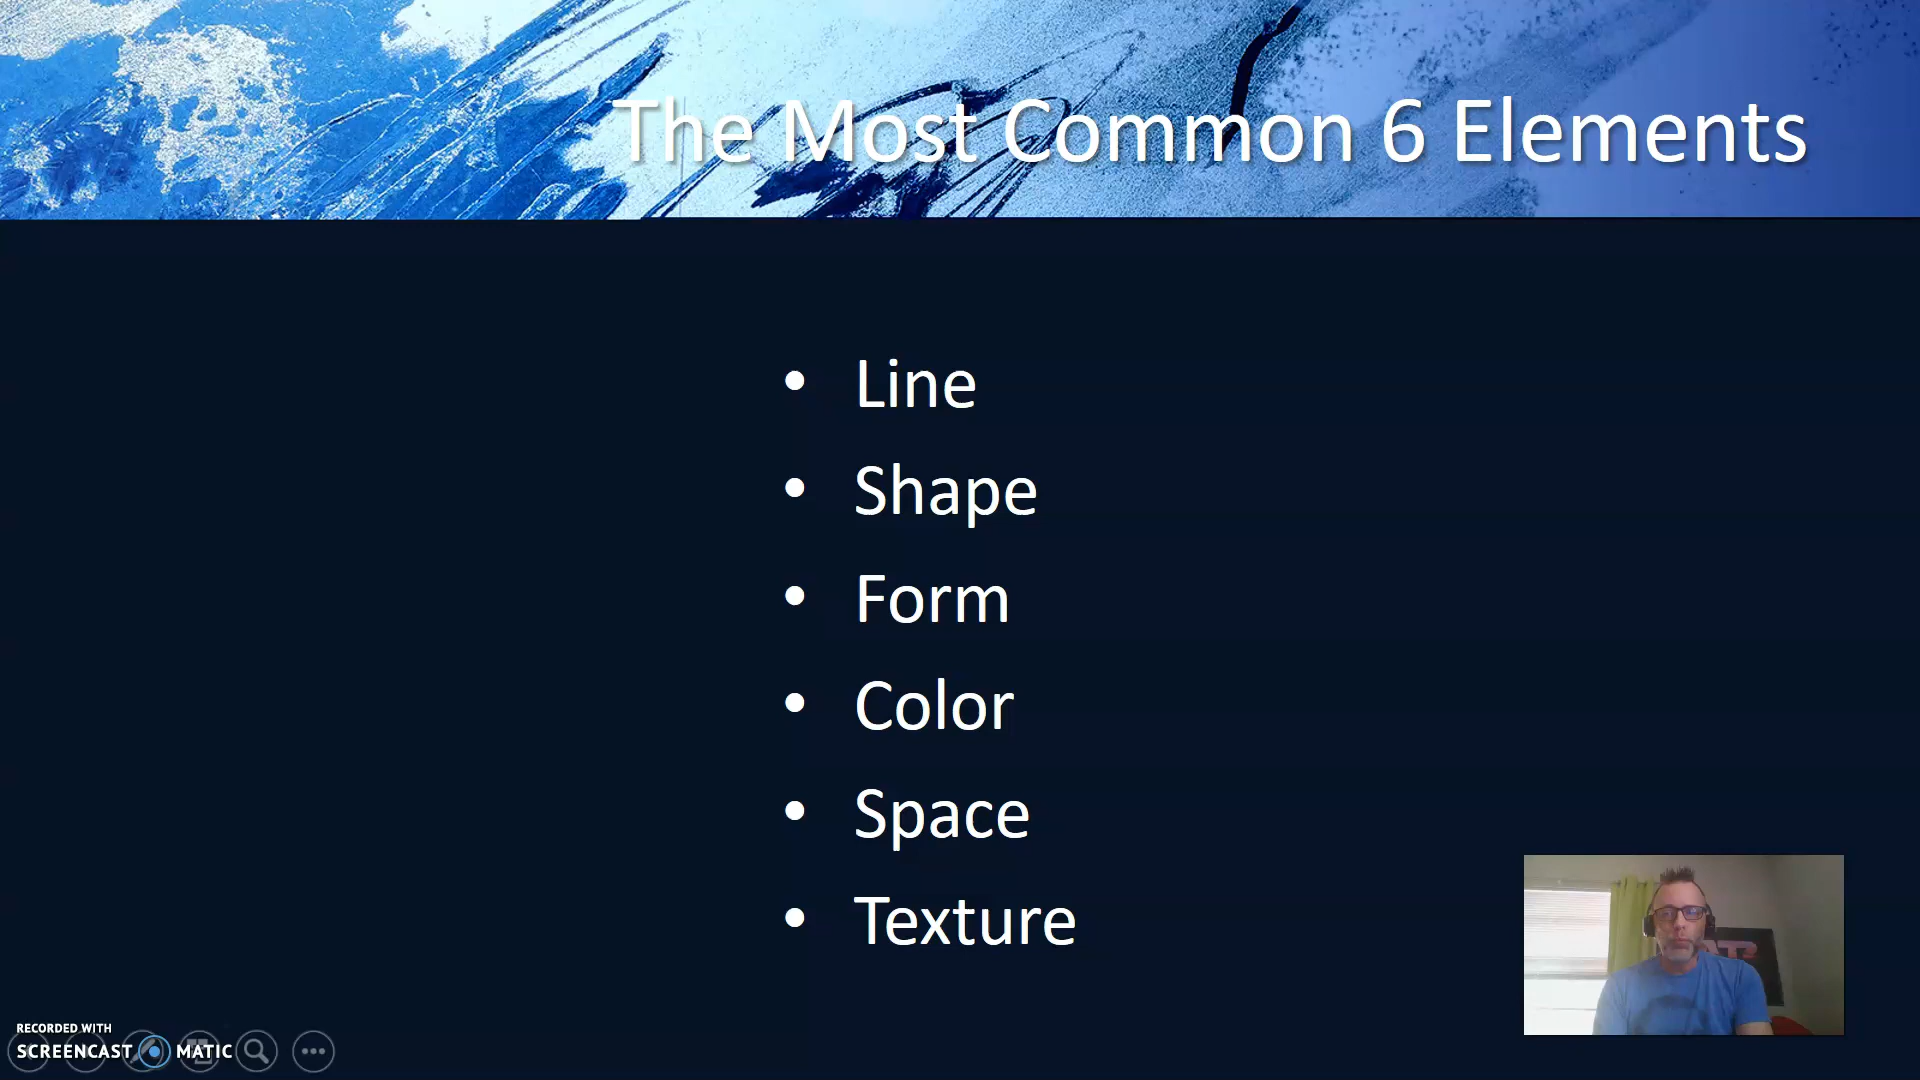 The Most Common 6 Elements
• Line
• Shape
• Form
• Color
• Space
• Texture
RECORDED WITH
SCREENCAST MATIC